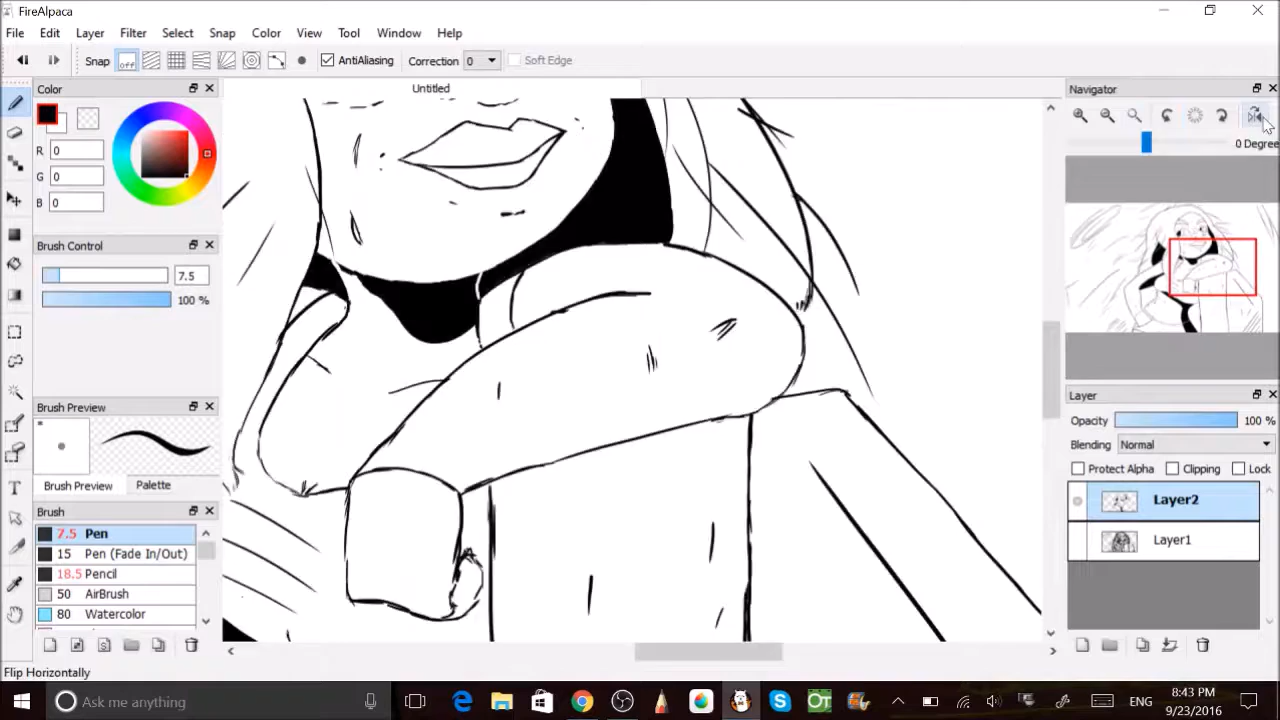 FireAlpaca
File Edit Layer Filter Select Snap Color View Tool Window Help
Snap off AntiAliasing Correction 0 Soft Edge
Color
Untitled
Navigator
R 0
G 0
B 0
0 Degree
Brush Control
7.5
100 %
Brush Preview
Brush Preview Palette
Brush
7.5 Pen
15 Pen (Fade In/Out)
18.5 Pencil
50 AirBrush
80 Watercolor
Layer
Opacity 100 %
Blending Normal
Protect Alpha Clipping Lock
Layer2
Layer1
Flip Horizontally
Ask me anything
ENG
8:43 PM
9/23/2016